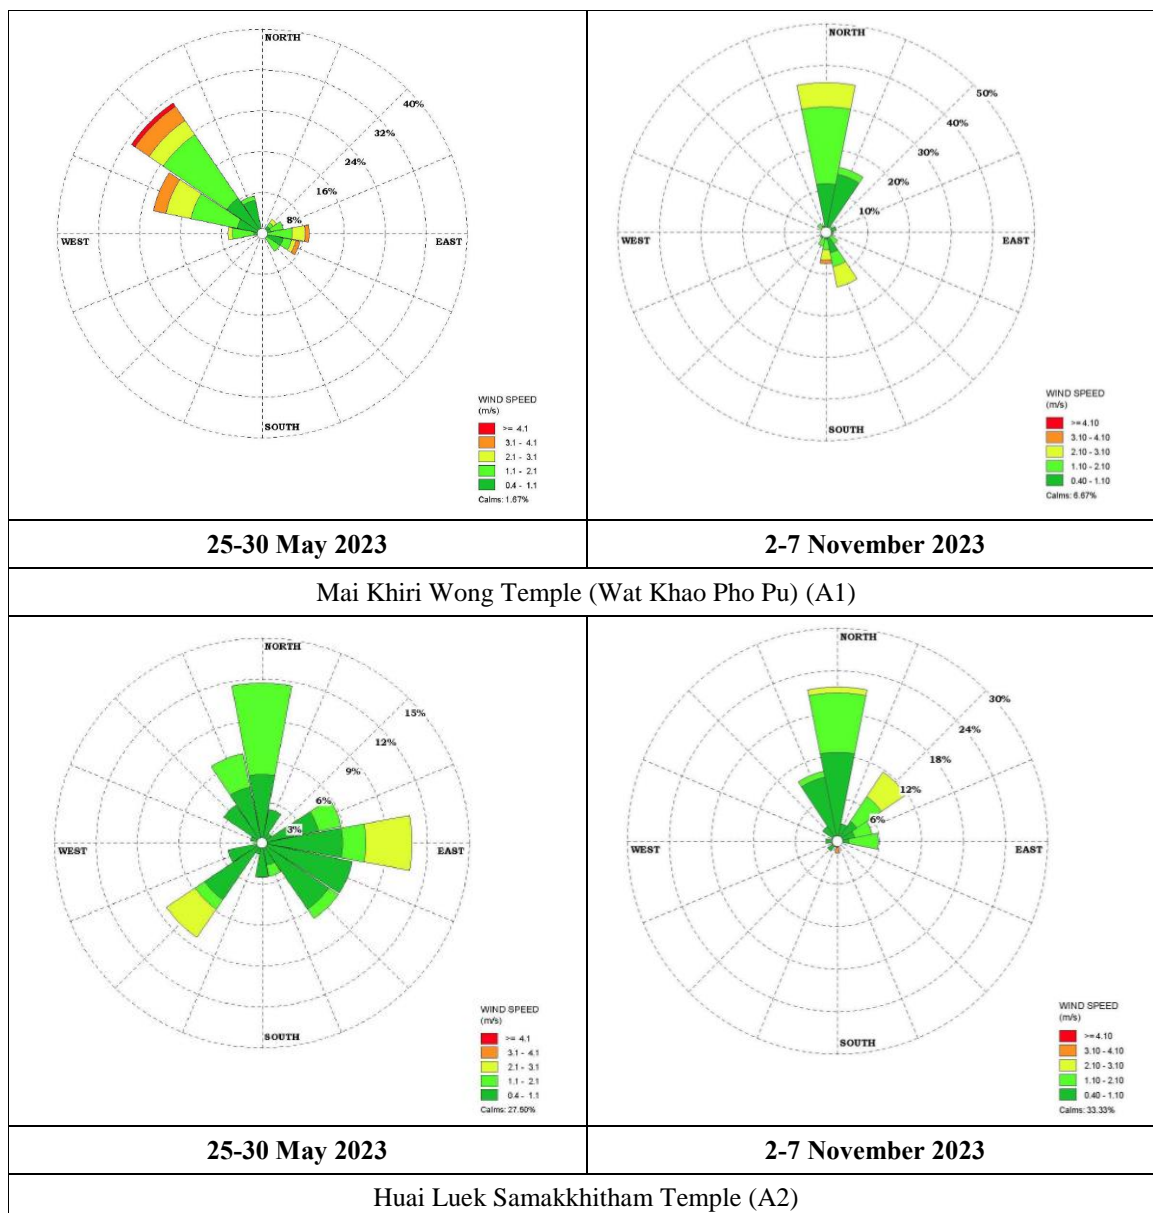 NORTH
40%
32%
24%
16%
8%
WEST
EAST
SOUTH
WIND SPEED
(m/s)
>= 4.1
3.1 - 4.1
2.1 - 3.1
1.1 - 2.1
0.4 - 1.1
Calms: 1.67%
NORTH
50%
40%
30%
20%
10%
WEST
EAST
SOUTH
WIND SPEED
(m/s)
>= 4.10
3.10 - 4.10
2.10 - 3.10
1.10 - 2.10
0.40 - 1.10
Calms: 6.67%
25-30 May 2023
2-7 November 2023
Mai Khiri Wong Temple (Wat Khao Pho Pu) (A1)
NORTH
15%
12%
9%
6%
3%
WEST
EAST
SOUTH
WIND SPEED
(m/s)
>= 4.1
3.1 - 4.1
2.1 - 3.1
1.1 - 2.1
0.4 - 1.1
Calms: 27.50%
NORTH
30%
24%
18%
12%
6%
WEST
EAST
SOUTH
WIND SPEED
(m/s)
>= 4.10
3.10 - 4.10
2.10 - 3.10
1.10 - 2.10
0.40 - 1.10
Calms: 33.33%
25-30 May 2023
2-7 November 2023
Huai Luek Samakkhitham Temple (A2)